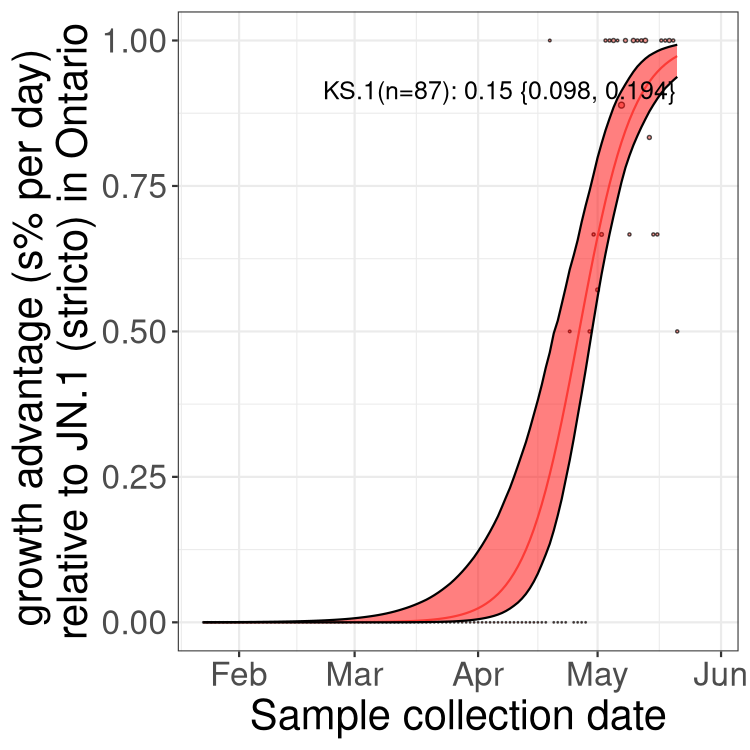 growth advantage (s% per day)
relative to JN.1 (stricto) in Ontario
1.00
0.75
0.50
0.25
0.00
KS.1(n=87): 0.15 {0.098, 0.194}
Feb Mar Apr May Jun
Sample collection date